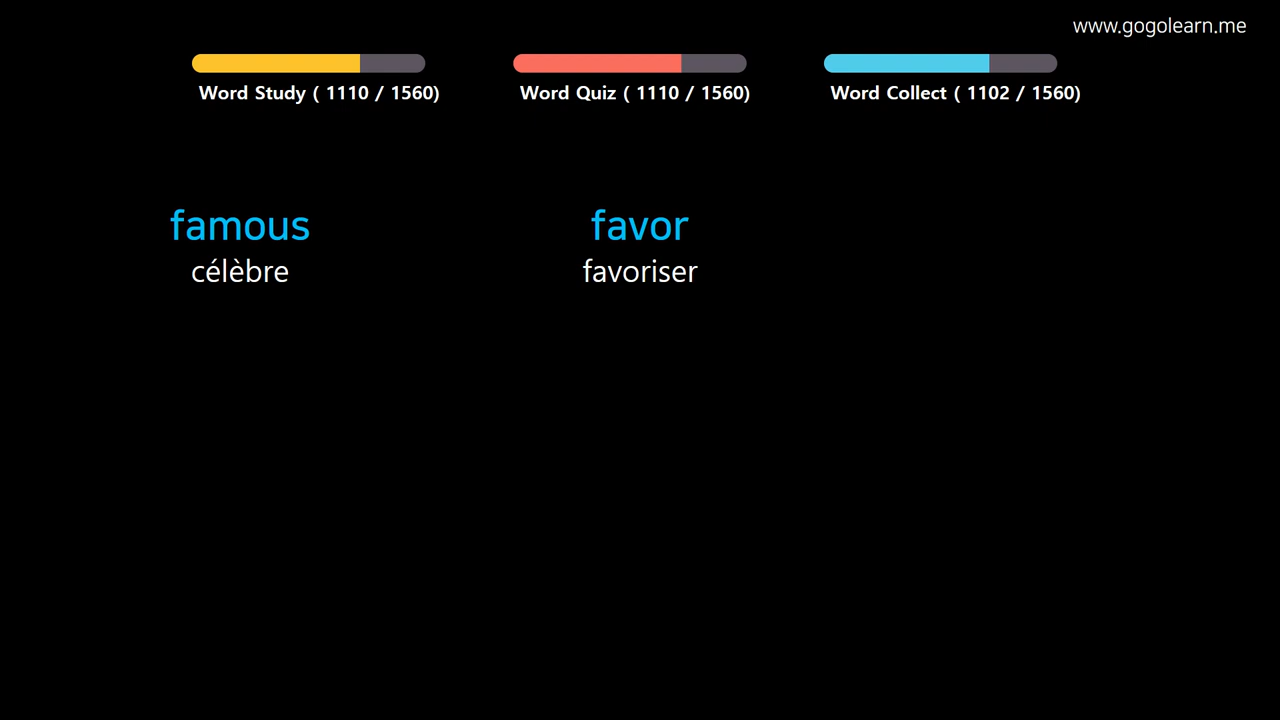 www.gogolearn.me
Word Study ( 1110 / 1560)
Word Quiz ( 1110 / 1560)
Word Collect ( 1102 / 1560)
famous
célèbre
favor
favoriser